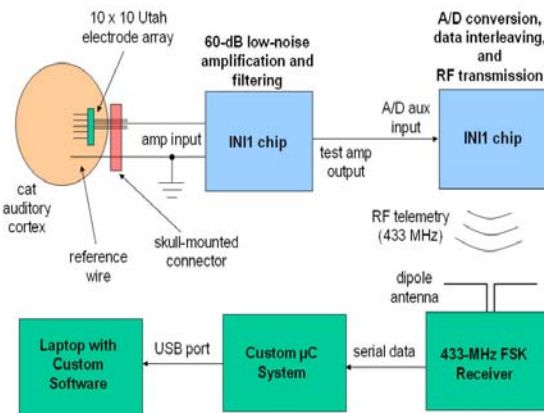 10 x 10 Utah
electrode array
60-dB low-noise
amplification and
filtering
A/D conversion,
data interleaving,
and
RF transmission
INI1 chip
INI1 chip
amp input
test amp
output
A/D aux
input
cat
auditory
cortex
reference
wire
skull-mounted
connector
RF telemetry
(433 MHz)
dipole
antenna
Laptop with
Custom
Software
USB port
Custom µC
System
serial data
433-MHz FSK
Receiver